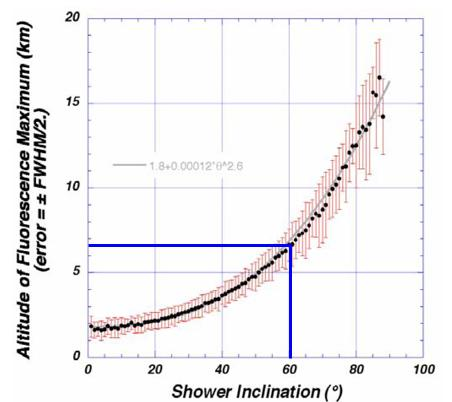 Altitude of Fluorescence Maximum (km)
(error = ± FWHM/2.)
20
15
10
5
0
1.8+0.00012*θ^2.6
0 20 40 60 80 100
Shower Inclination (°)